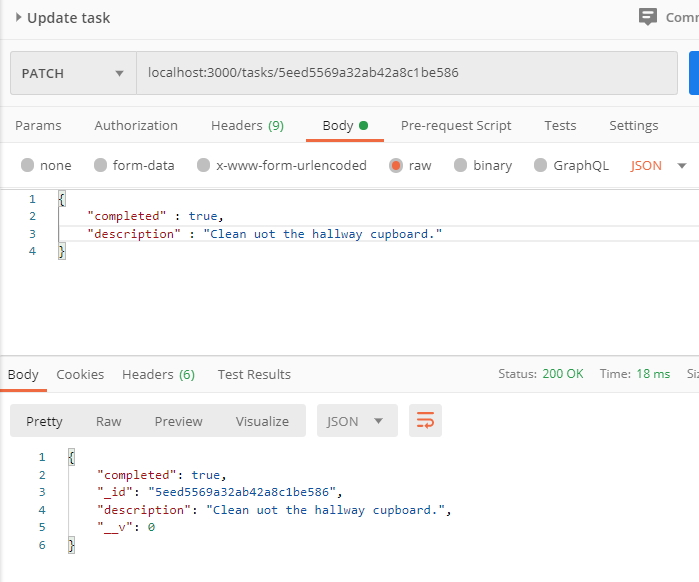 Update task
Comm
PATCH localhost:3000/tasks/5eed5569a32ab42a8c1be586
Params Authorization Headers (9) Body Pre-request Script Tests Settings
none form-data x-www-form-urlencoded raw binary GraphQL JSON
1 {
2 "completed" : true,
3 "description" : "Clean uot the hallway cupboard."
4 }
Body Cookies Headers (6) Test Results Status: 200 OK Time: 18 ms Siz
Pretty Raw Preview Visualize JSON
1 {
2 "completed": true,
3 "_id": "5eed5569a32ab42a8c1be586",
4 "description": "Clean uot the hallway cupboard.",
5 "__v": 0
6 }